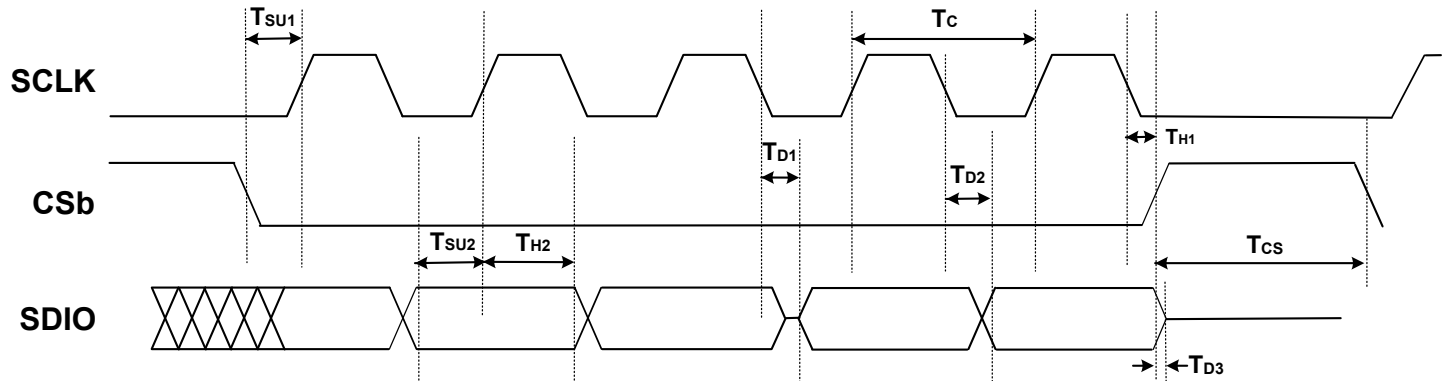 TSU1
TC
SCLK
TH1
TD1
TD2
CSb
TSU2
TH2
TCS
SDIO
TD3